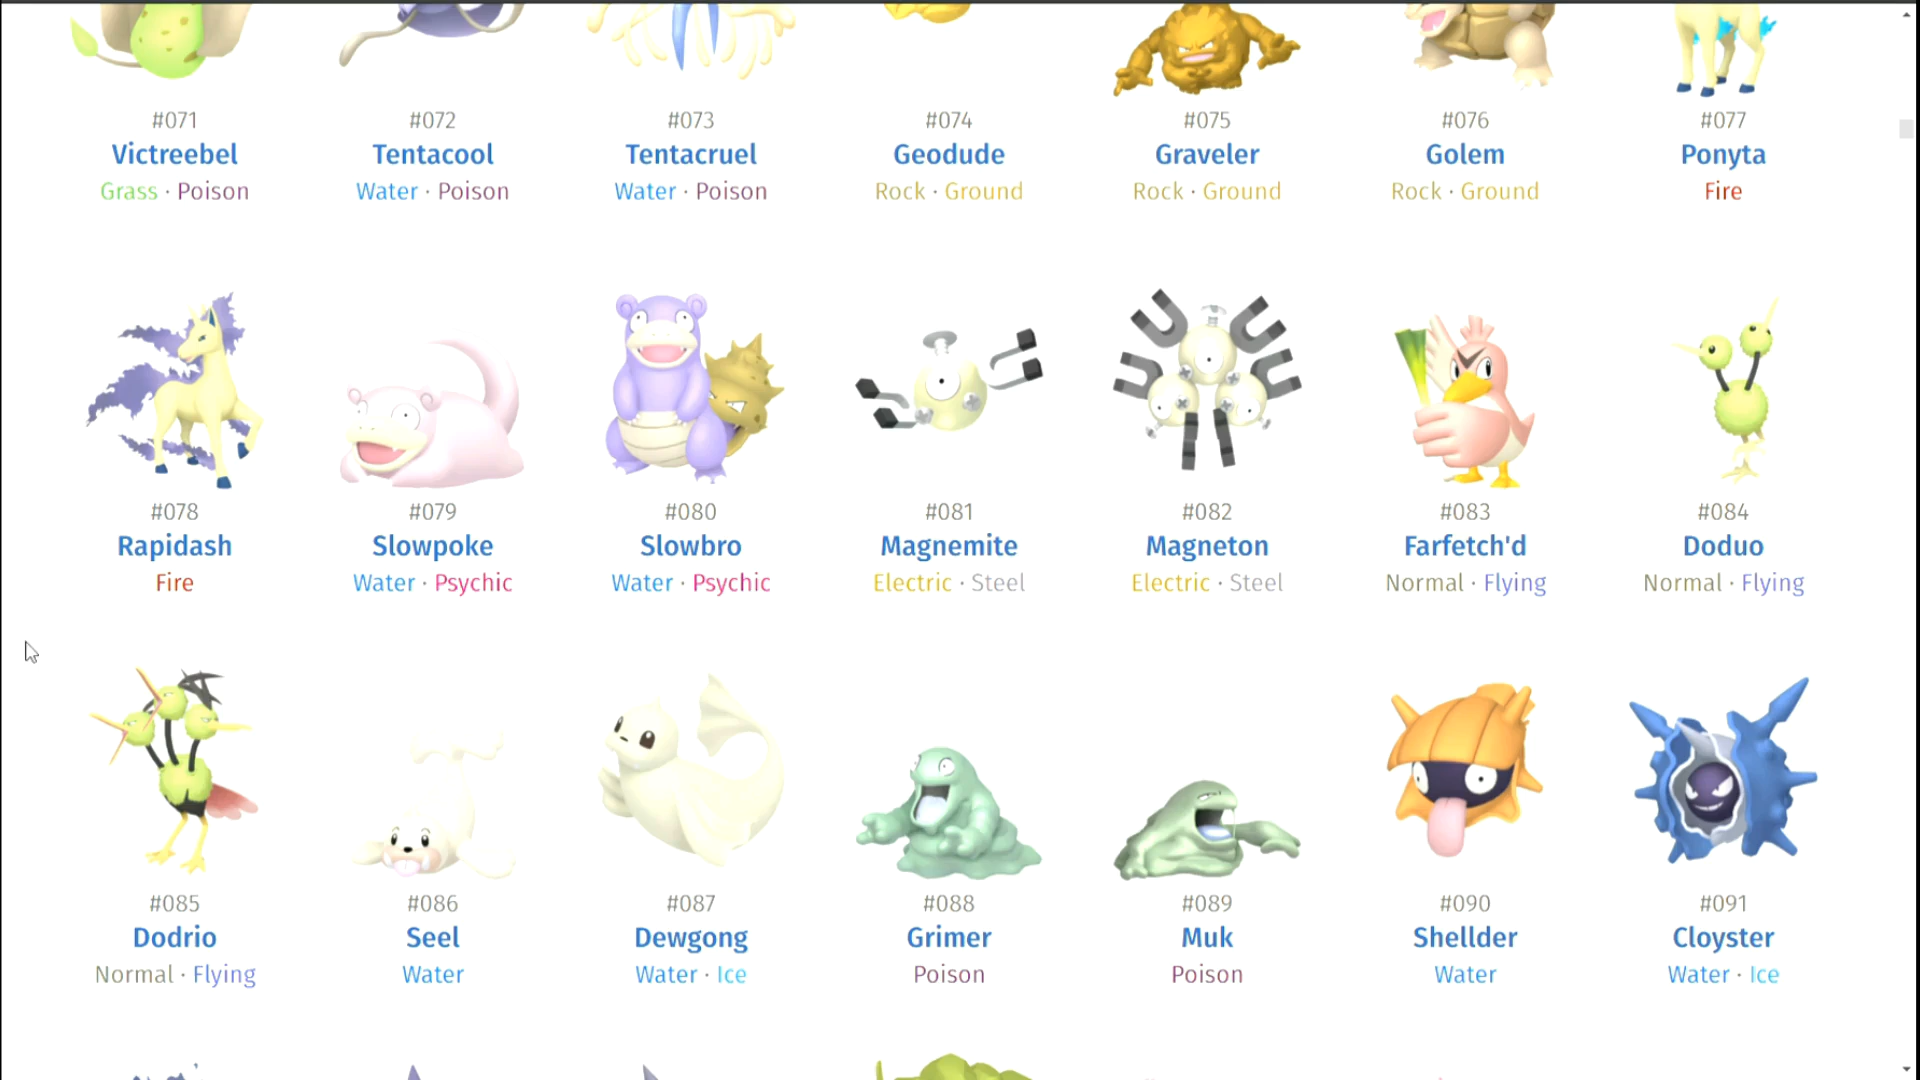 #071 #072 #073 #074 #075 #076 #077
Victreebel Tentacool Tentacruel Geodude Graveler Golem Ponyta
Grass · Poison Water · Poison Water · Poison Rock · Ground Rock · Ground Rock · Ground Fire
#078 #079 #080 #081 #082 #083 #084
Rapidash Slowpoke Slowbro Magnemite Magneton Farfetch'd Doduo
Fire Water · Psychic Water · Psychic Electric · Steel Electric · Steel Normal · Flying Normal · Flying
#085 #086 #087 #088 #089 #090 #091
Dodrio Seel Dewgong Grimer Muk Shellder Cloyster
Normal · Flying Water Water · Ice Poison Poison Water Water · Ice